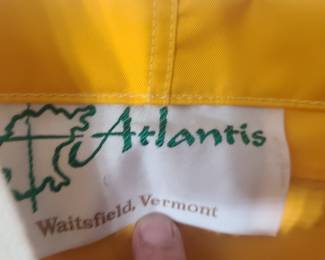 Atlantis
Waitsfield, Vermont